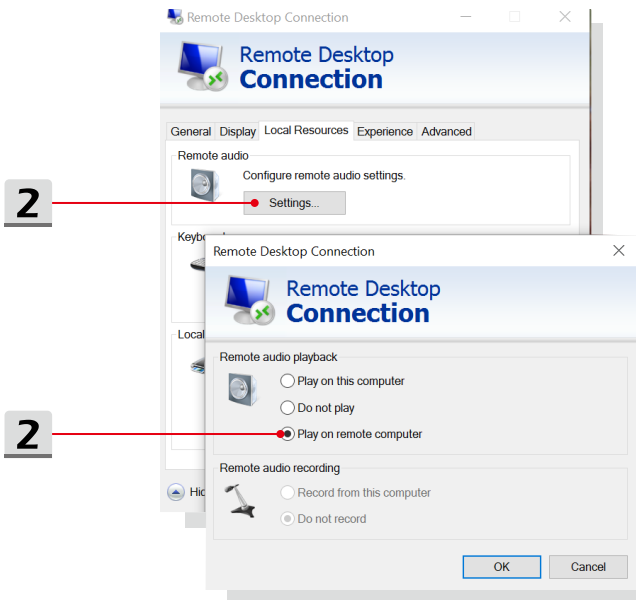 Remote Desktop Connection
Remote Desktop
Connection
General Display Local Resources Experience Advanced
Remote audio
Configure remote audio settings.
2
Settings...
Remote Desktop Connection
Remote Desktop
Connection
Local
Remote audio playback
Play on this computer
Do not play
2
Play on remote computer
Remote audio recording
Record from this computer
Do not record
OK Cancel